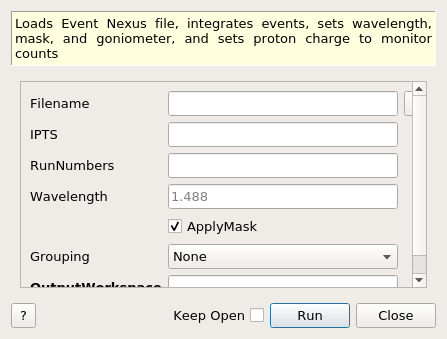 Loads Event Nexus file, integrates events, sets wavelength,
mask, and goniometer, and sets proton charge to monitor
counts
Filename
IPTS
RunNumbers
Wavelength 1.488
ApplyMask
Grouping None
OutputWorkspace
? Keep Open Run Close